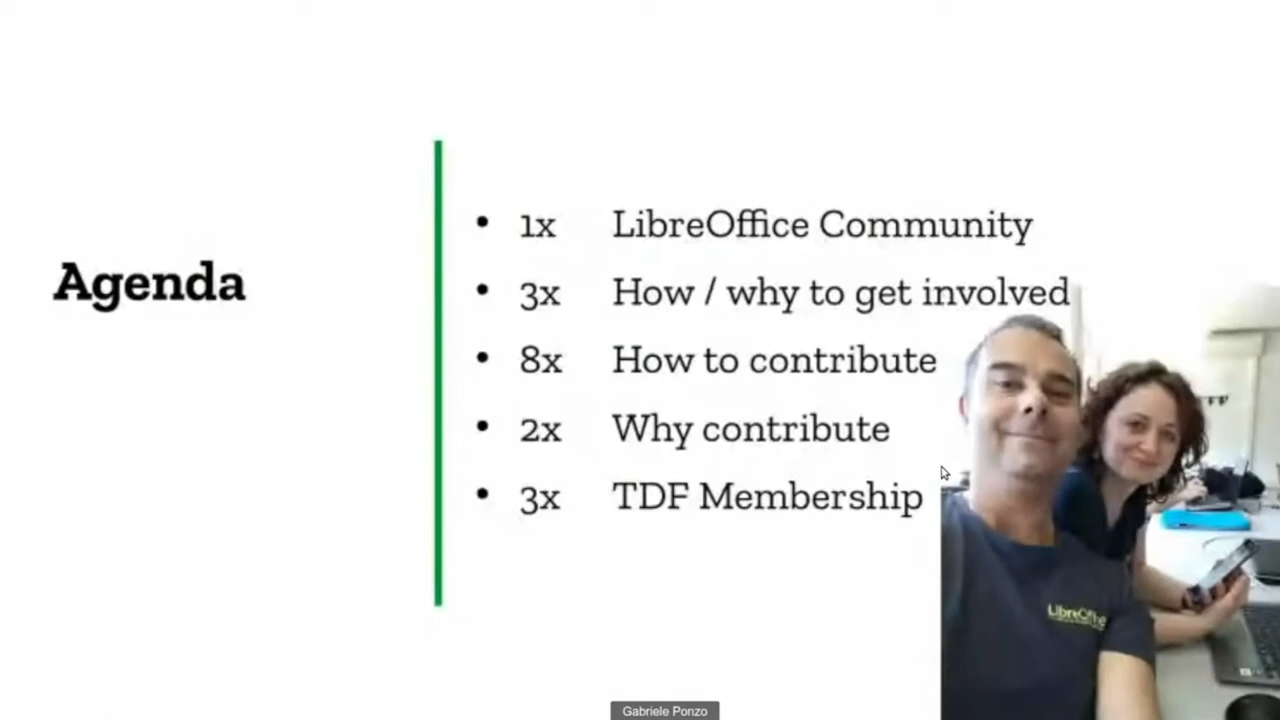 Agenda
• 1x LibreOffice Community
• 3x How / why to get involved
• 8x How to contribute
• 2x Why contribute
• 3x TDF Membership
LibreOffice
Gabriele Ponzo